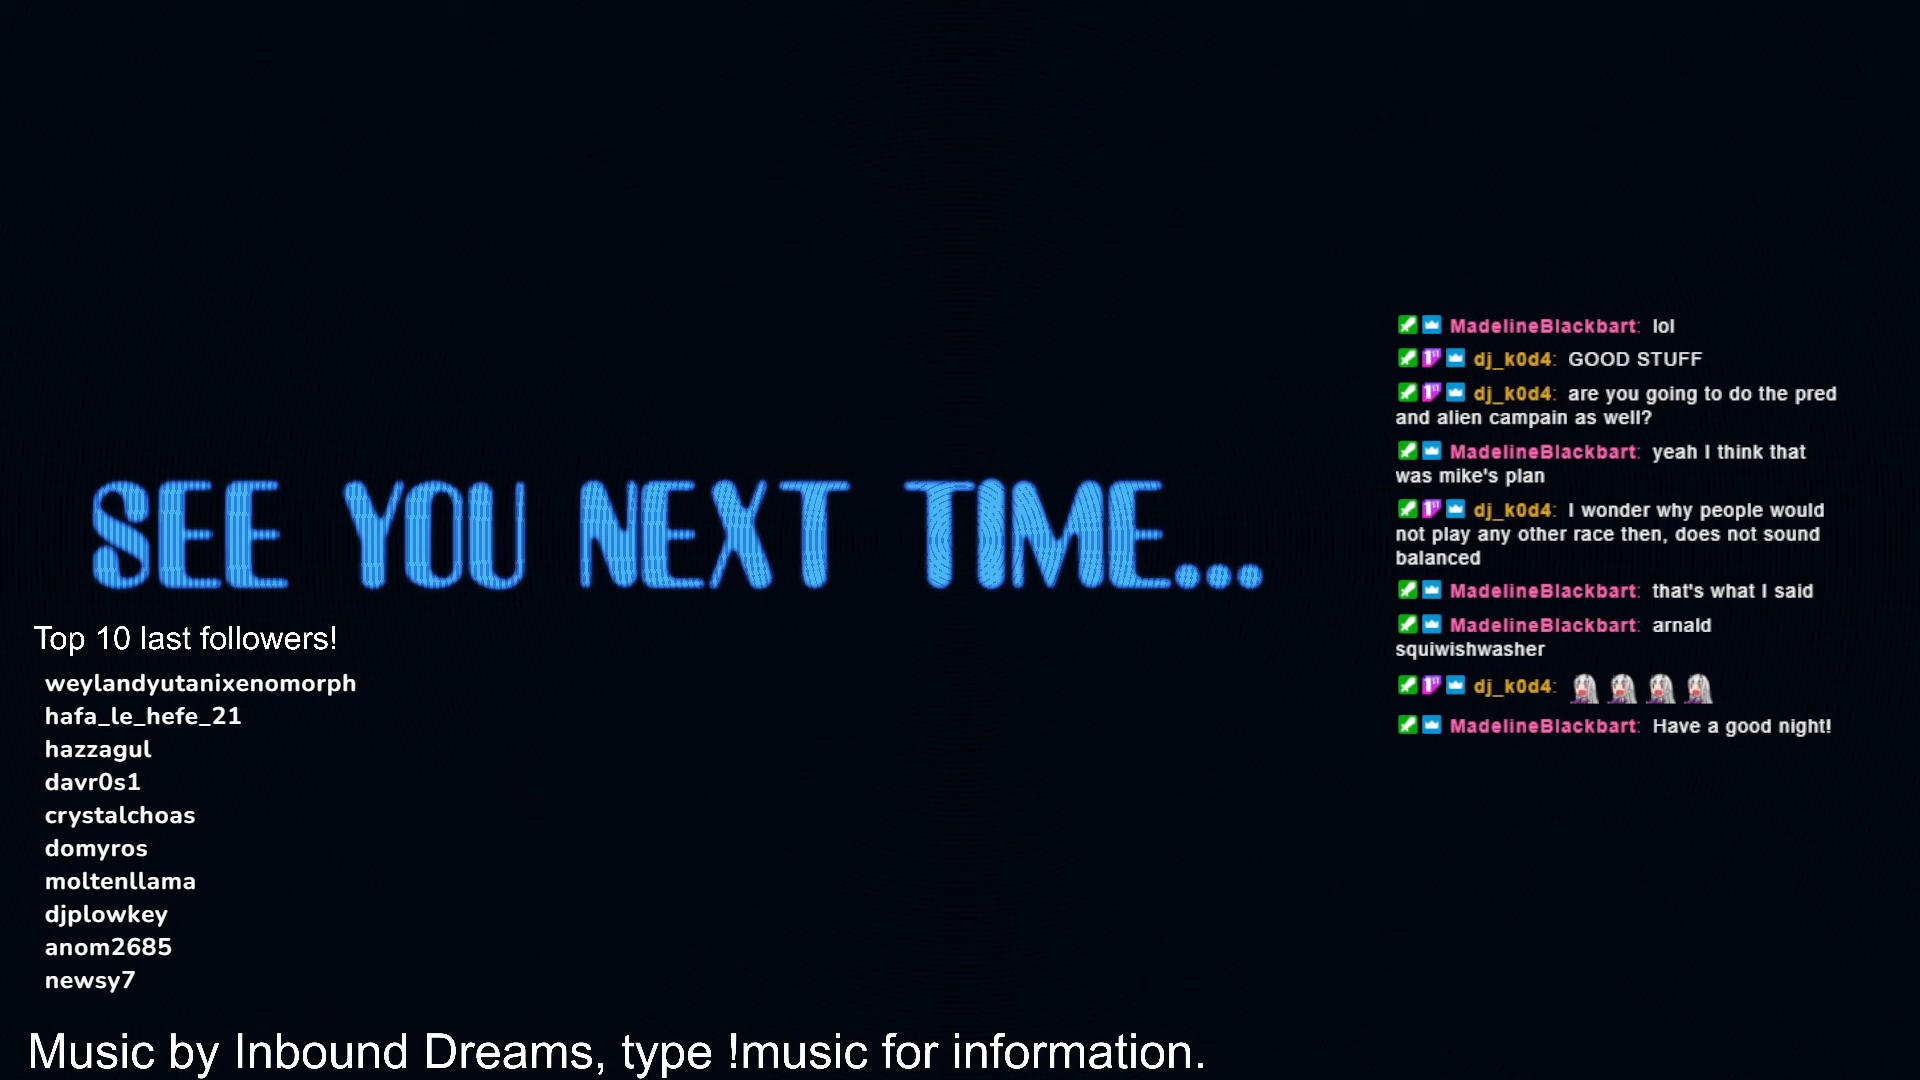 SEE YOU NEXT TIME...
Top 10 last followers!
weylandyutanixenomorph
hafa_le_hefe_21
hazzagul
davr0s1
crystalchoas
domyros
moltenllama
djplowkey
anom2685
newsy7
Music by Inbound Dreams, type !music for information.
MadelineBlackbart: lol
dj_k0d4: GOOD STUFF
dj_k0d4: are you going to do the pred
and alien campain as well?
MadelineBlackbart: yeah I think that
was mike's plan
dj_k0d4: I wonder why people would
not play any other race then, does not sound
balanced
MadelineBlackbart: that's what I said
MadelineBlackbart: arnald
squiwishwasher
dj_k0d4:
MadelineBlackbart: Have a good night!